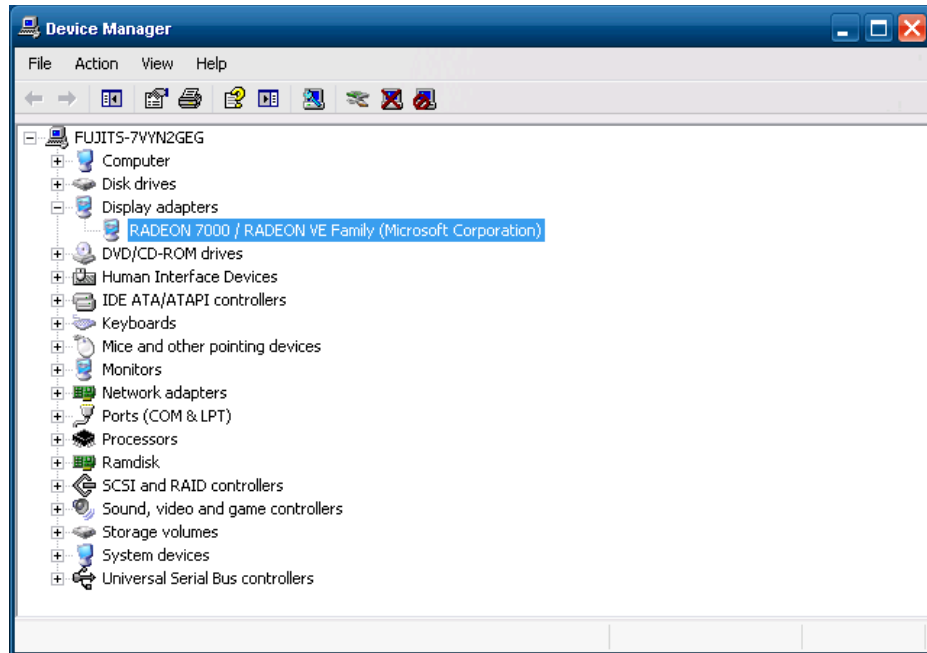 Device Manager
File Action View Help
FUJITS-7VYN2GEG
Computer
Disk drives
Display adapters
RADEON 7000 / RADEON VE Family (Microsoft Corporation)
DVD/CD-ROM drives
Human Interface Devices
IDE ATA/ATAPI controllers
Keyboards
Mice and other pointing devices
Monitors
Network adapters
Ports (COM & LPT)
Processors
Ramdisk
SCSI and RAID controllers
Sound, video and game controllers
Storage volumes
System devices
Universal Serial Bus controllers